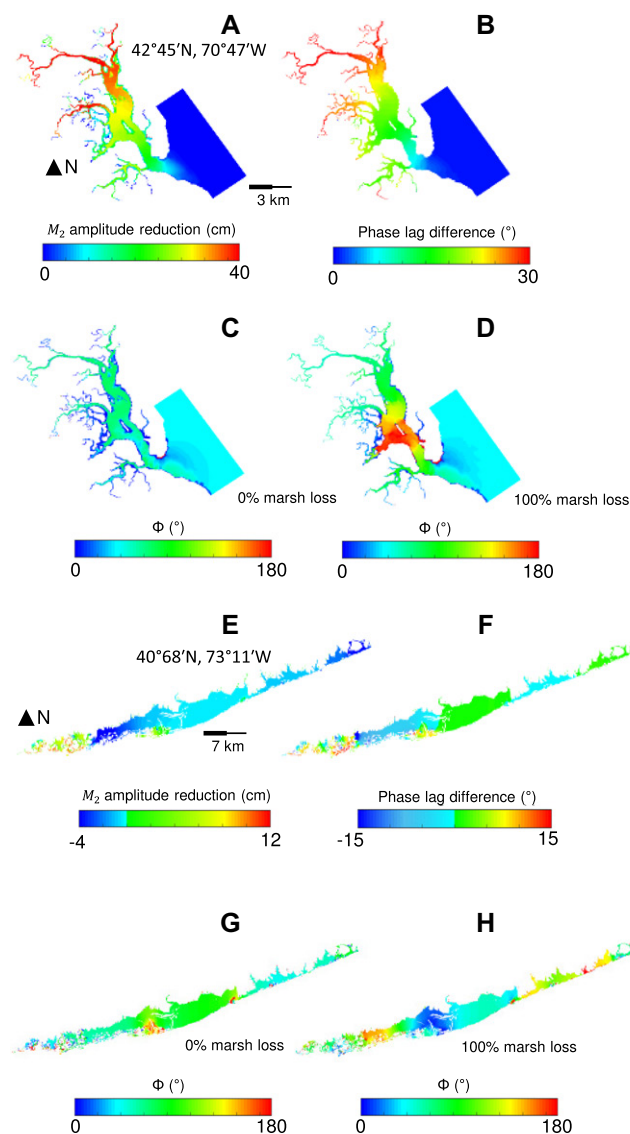 A
B
42°45′N, 70°47′W
▲N
3 km
M₂ amplitude reduction (cm)
0 40
Phase lag difference (°)
0 30
C
D
0% marsh loss
100% marsh loss
Φ (°)
0 180
Φ (°)
0 180
E
F
40°68′N, 73°11′W
▲N
7 km
M₂ amplitude reduction (cm)
-4 12
Phase lag difference (°)
-15 15
G
H
0% marsh loss
100% marsh loss
Φ (°)
0 180
Φ (°)
0 180